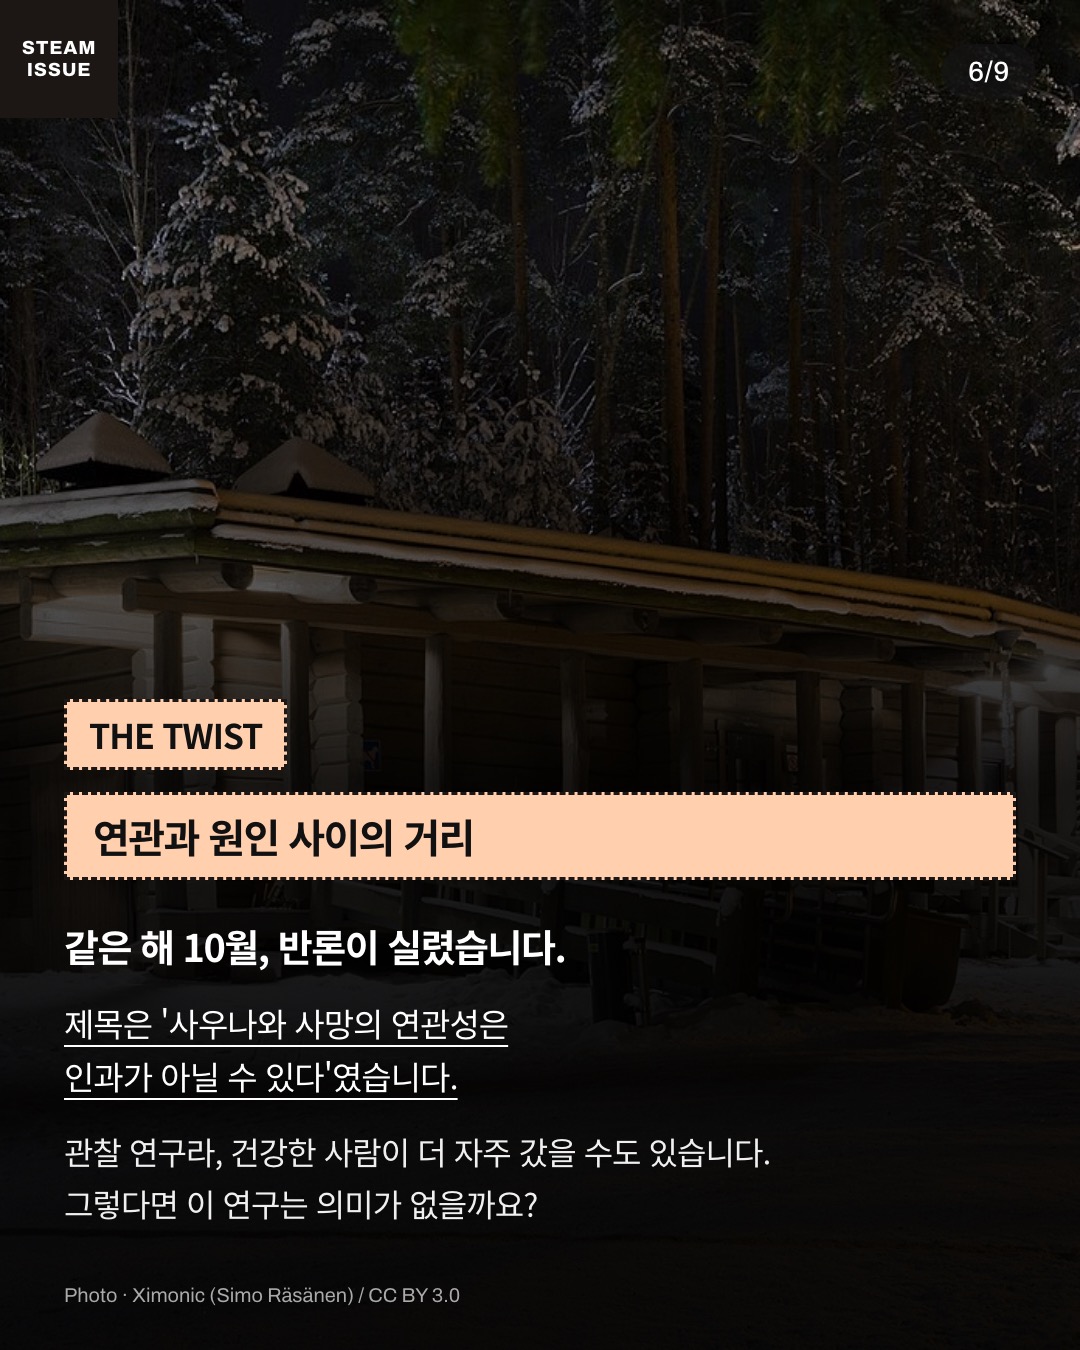 STEAM
ISSUE
6/9
THE TWIST
연관과 원인 사이의 거리
같은 해 10월, 반론이 실렸습니다.
제목은 '사우나와 사망의 연관성은
인과가 아닐 수 있다'였습니다.
관찰 연구라, 건강한 사람이 더 자주 갔을 수도 있습니다.
그렇다면 이 연구는 의미가 없을까요?
Photo · Ximonic (Simo Räsänen) / CC BY 3.0